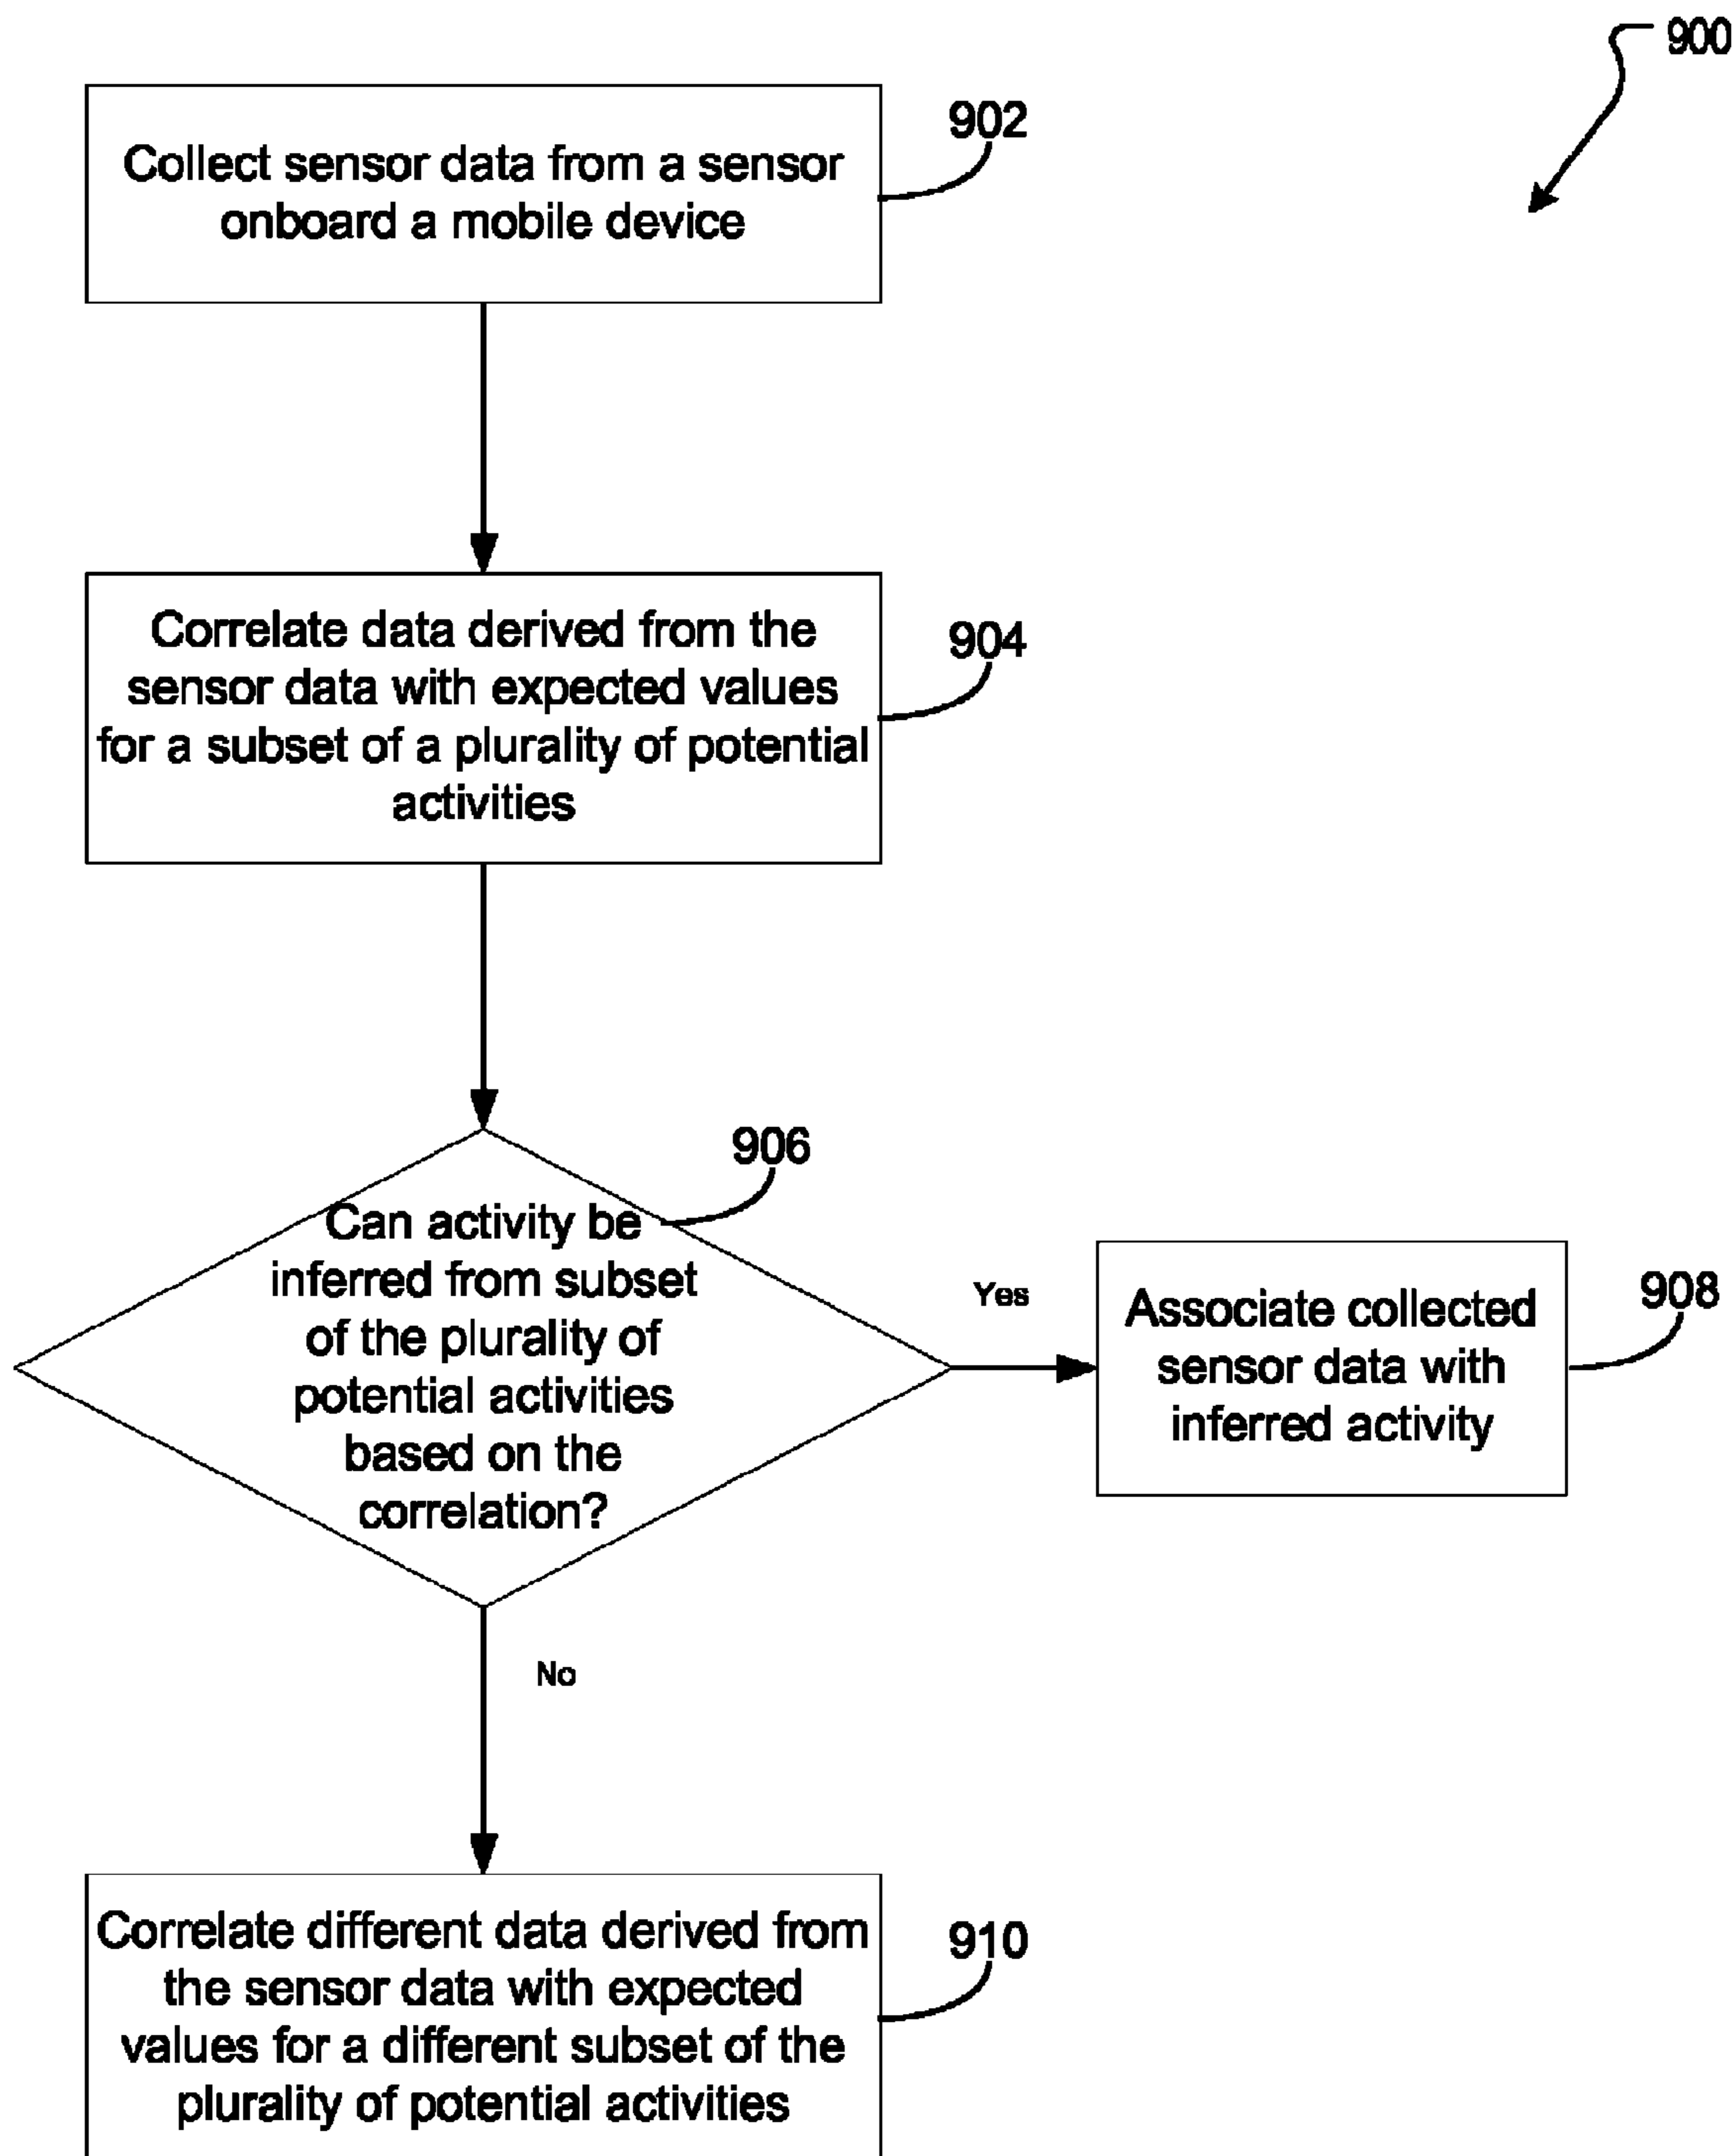 900
902
Collect sensor data from a sensor
onboard a mobile device
904
Correlate data derived from the
sensor data with expected values
for a subset of a plurality of potential
activities
906
Can activity be
inferred from subset
of the plurality of
potential activities
based on the
correlation?
Yes
908
Associate collected
sensor data with
inferred activity
No
910
Correlate different data derived from
the sensor data with expected
values for a different subset of the
plurality of potential activities